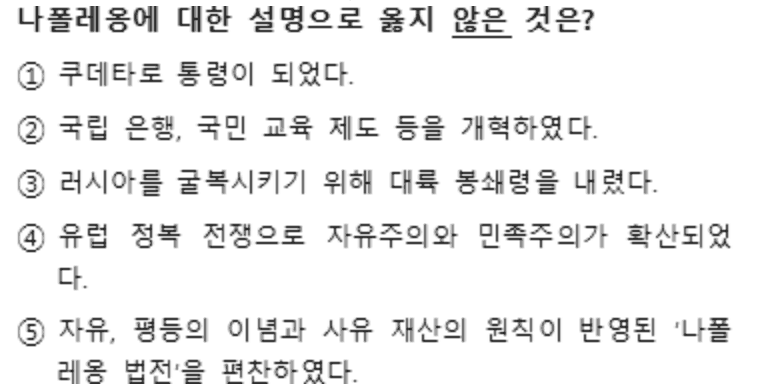 나폴레옹에 대한 설명으로 옳지 않은 것은?
① 쿠데타로 통령이 되었다.
② 국립 은행, 국민 교육 제도 등을 개혁하였다.
③ 러시아를 굴복시키기 위해 대륙 봉쇄령을 내렸다.
④ 유럽 정복 전쟁으로 자유주의와 민족주의가 확산되었
다.
⑤ 자유, 평등의 이념과 사유 재산의 원칙이 반영된 '나폴
레옹 법전'을 편찬하였다.